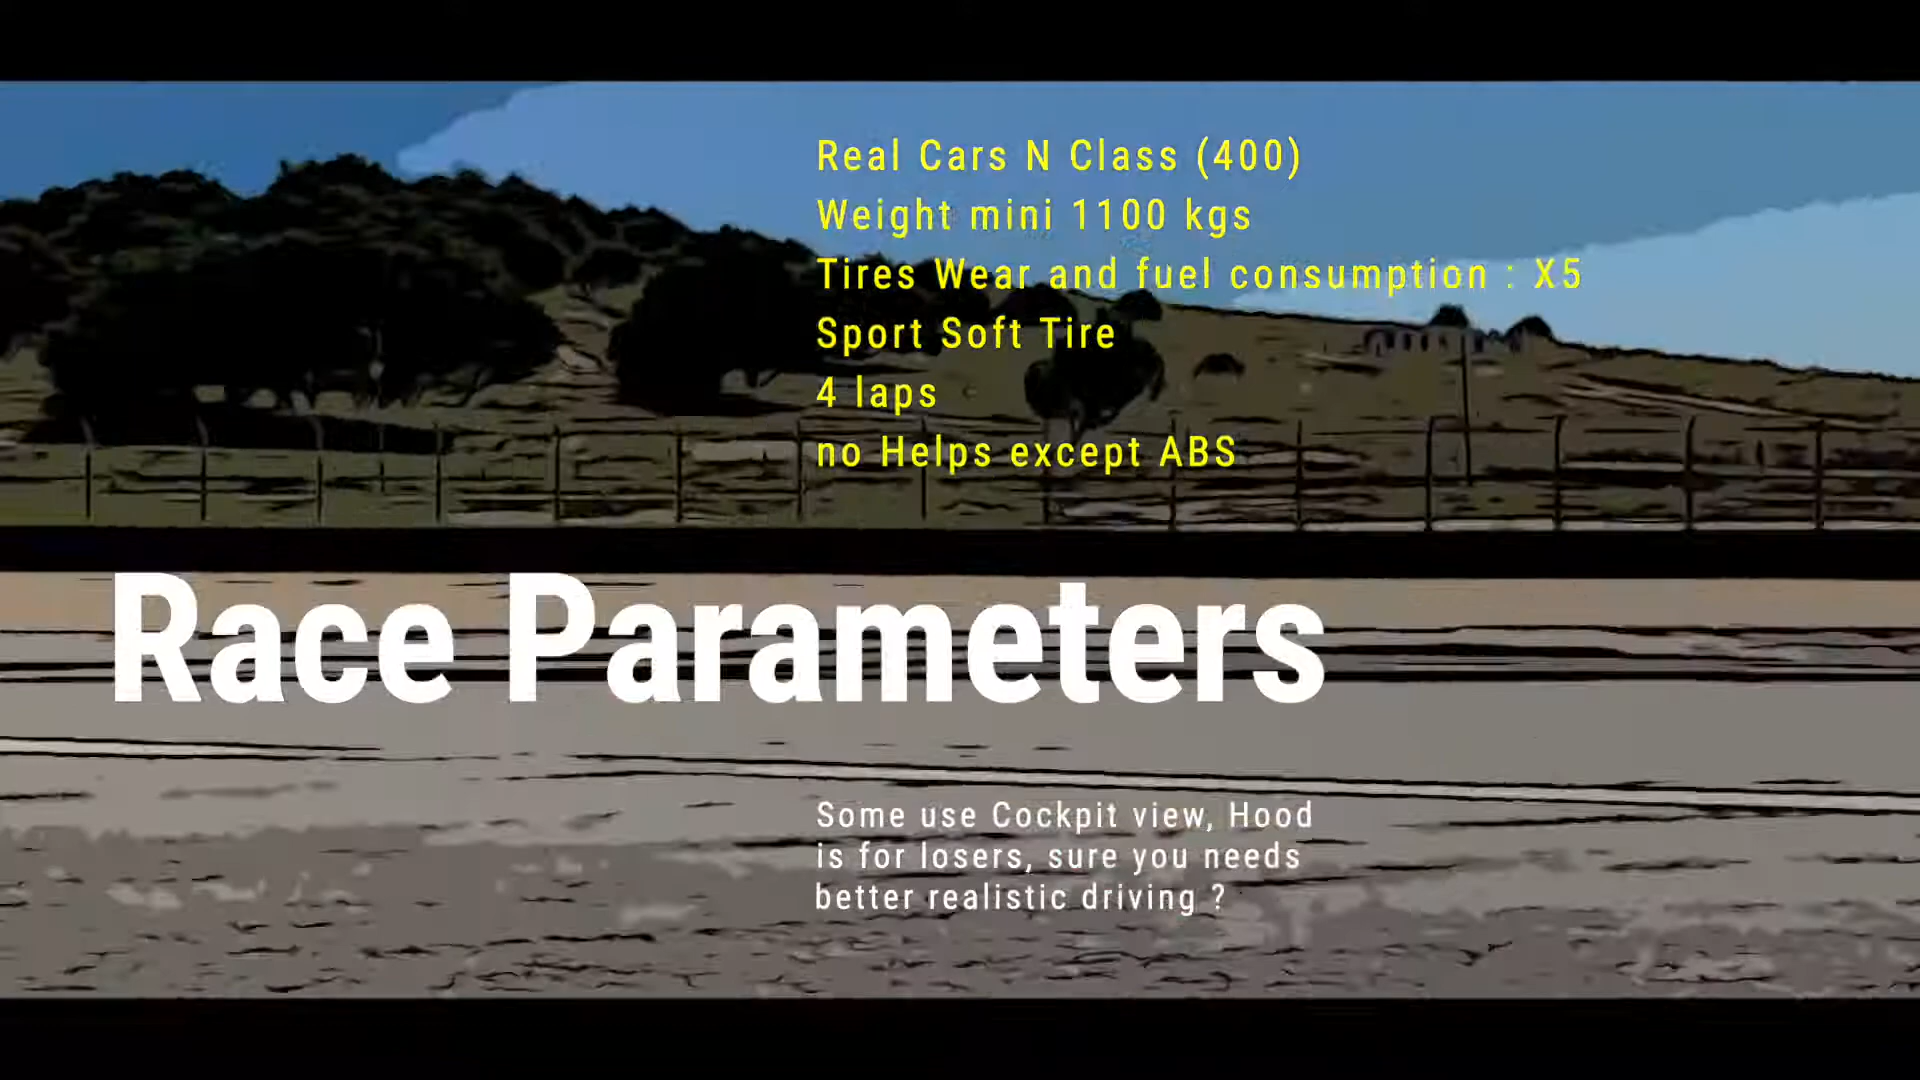 Real Cars N Class (400)
Weight mini 1100 kgs
Tires Wear and fuel consumption : X5
Sport Soft Tire
4 laps
no Helps except ABS
Race Parameters
Some use Cockpit view, Hood
is for losers, sure you needs
better realistic driving ?